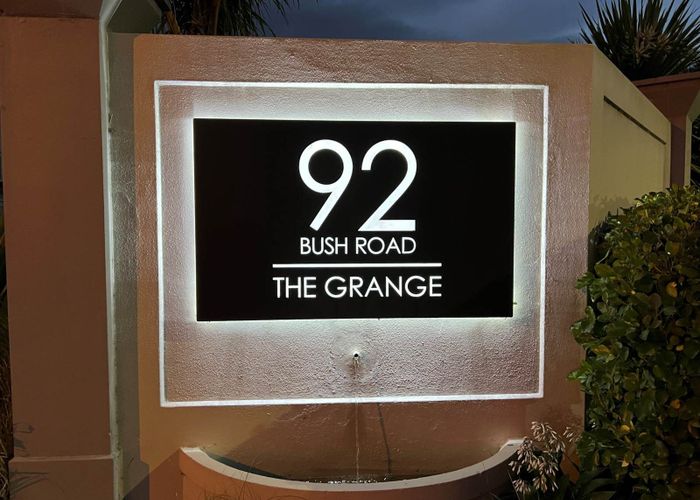 92
BUSH ROAD
THE GRANGE